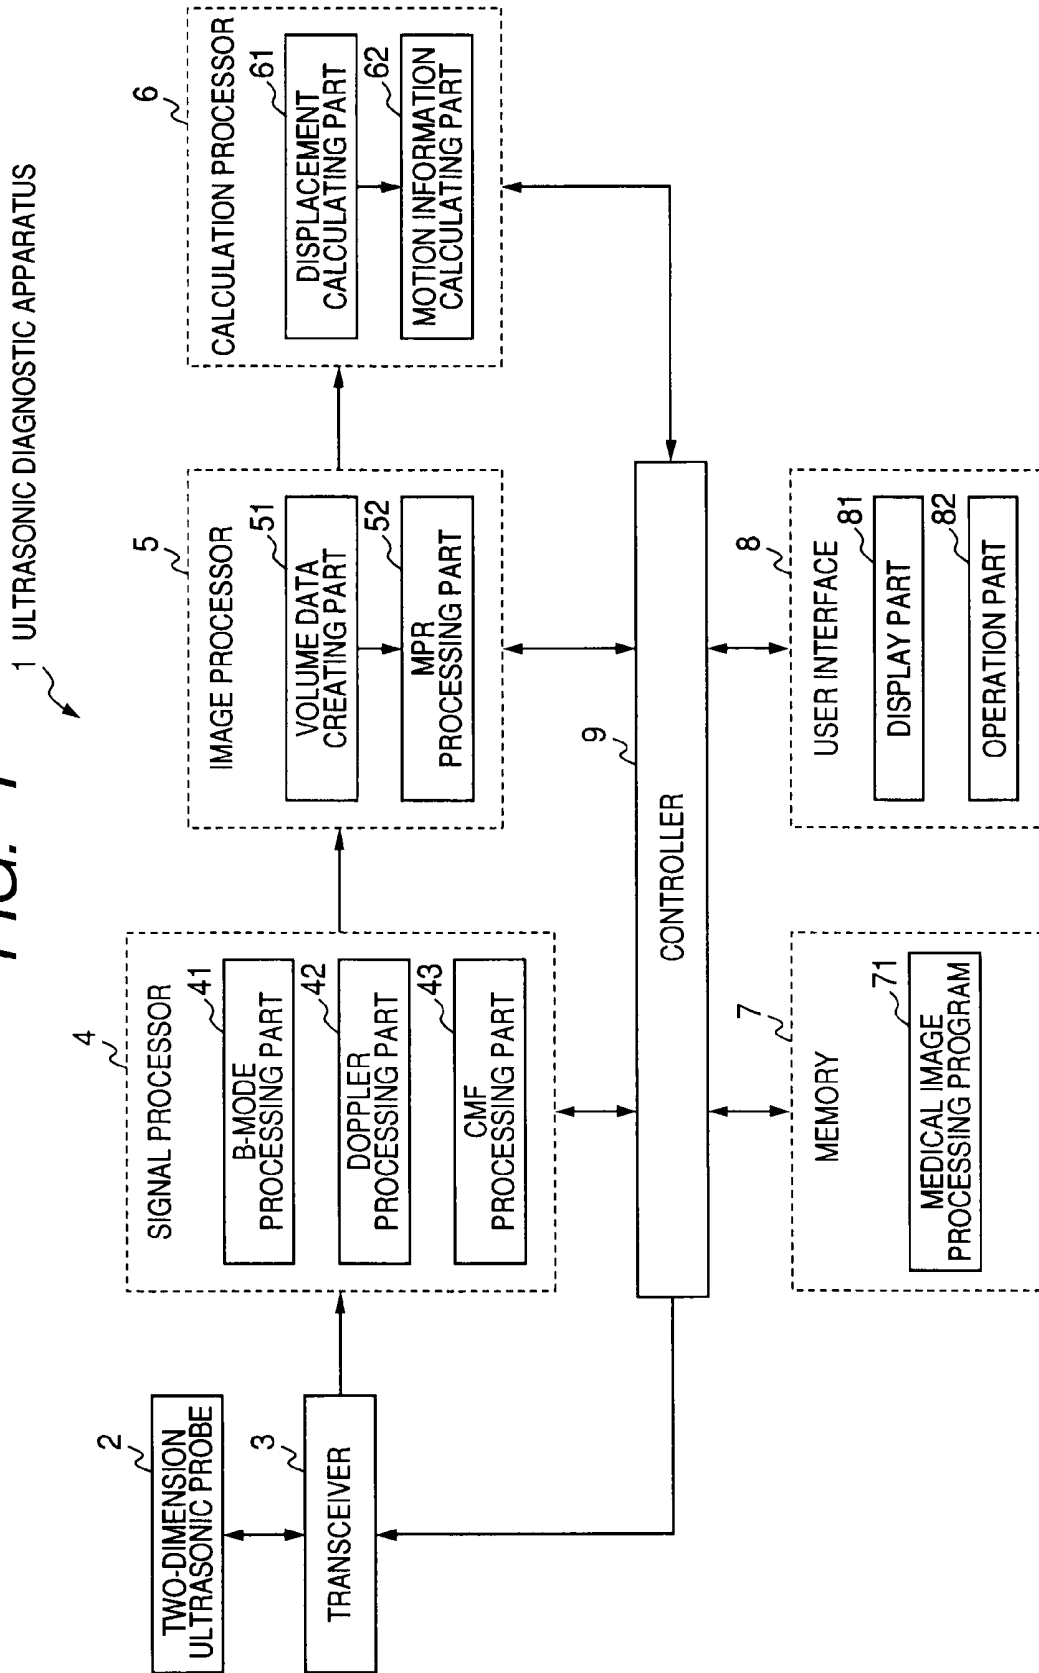 FIG. 1
1 ULTRASONIC DIAGNOSTIC APPARATUS
2
TWO-DIMENSION
ULTRASONIC PROBE
3
TRANSCEIVER
4
SIGNAL PROCESSOR
41
B-MODE
PROCESSING PART
42
DOPPLER
PROCESSING PART
43
CMF
PROCESSING PART
5
IMAGE PROCESSOR
51
VOLUME DATA
CREATING PART
52
MPR
PROCESSING PART
6
CALCULATION PROCESSOR
61
DISPLACEMENT
CALCULATING PART
62
MOTION INFORMATION
CALCULATING PART
9
CONTROLLER
7
MEMORY
71
MEDICAL IMAGE
PROCESSING PROGRAM
8
USER INTERFACE
81
DISPLAY PART
82
OPERATION PART